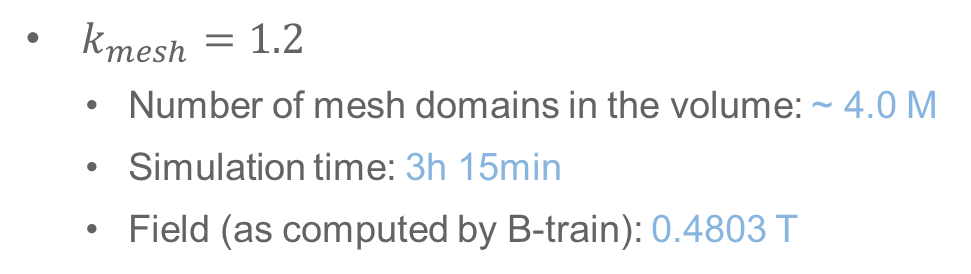 • k_mesh = 1.2
• Number of mesh domains in the volume: ~ 4.0 M
• Simulation time: 3h 15min
• Field (as computed by B-train): 0.4803 T